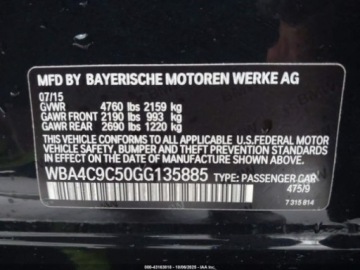 MFD BY BAYERISCHE MOTOREN WERKE AG
07/15
GVWR 4760 lbs 2159 kg
GAWR FRONT 2190 lbs 993 kg
GAWR REAR 2690 lbs 1220 kg
THIS VEHICLE CONFORMS TO ALL APPLICABLE U.S. FEDERAL MOTOR
VEHICLE SAFETY, BUMPER AND THEFT PREVENTION STANDARDS
IN EFFECT ON THE DATE OF MANUFACTURE SHOWN ABOVE.
WBA4C9C50GG135885 TYPE: PASSENGER CAR
475/9
7 315 814